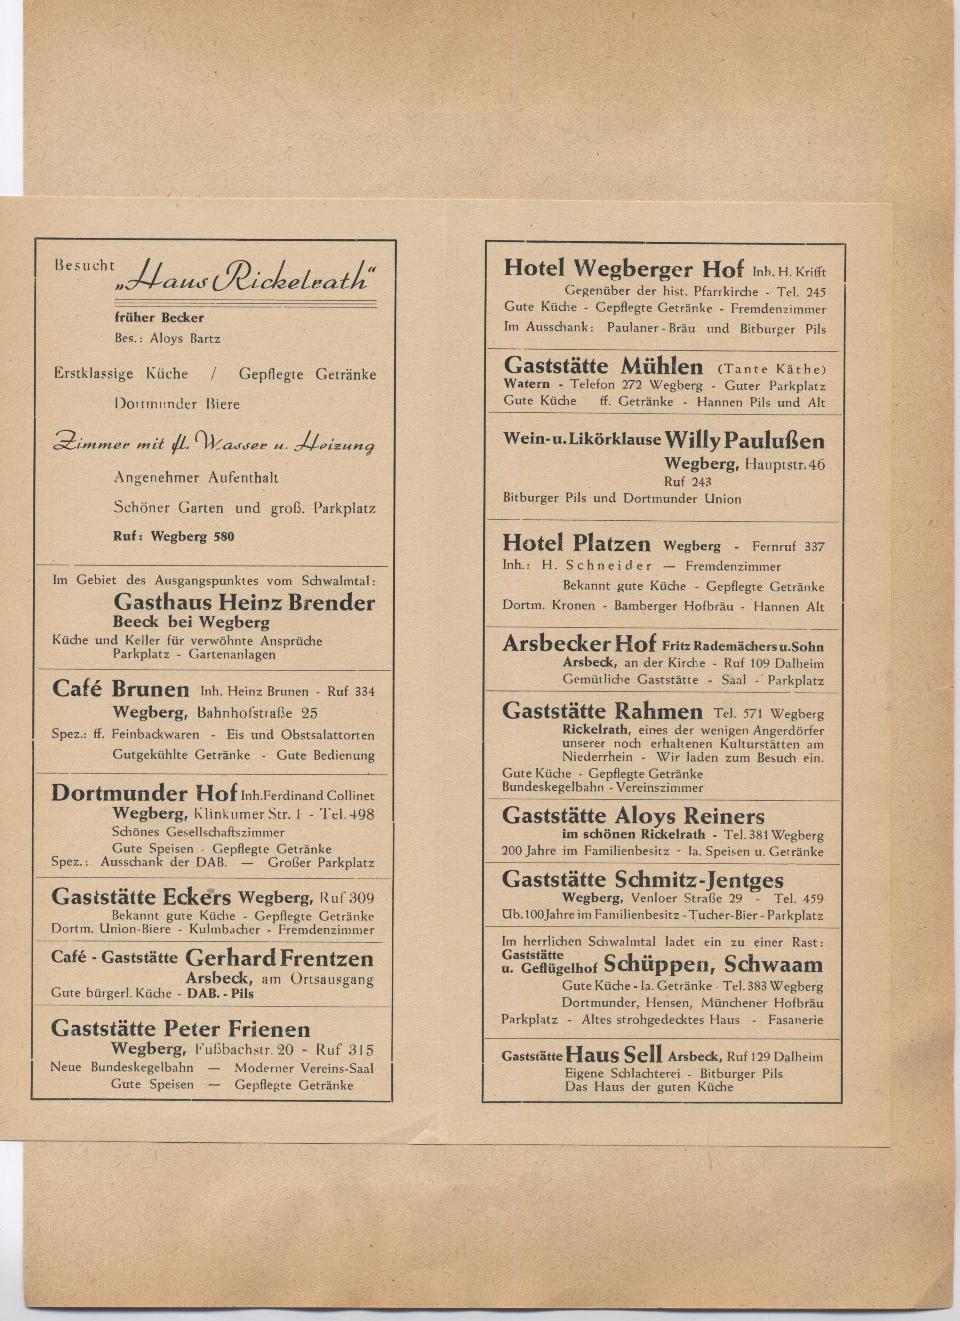 Besucht „Haus Rickelrath“
früher Becker
Bes.: Aloys Bartz
Erstklassige Küche / Gepflegte Getränke
Dortmunder Biere
Zimmer mit fl. Wasser u. Heizung
Angenehmer Aufenthalt
Schöner Garten und groß. Parkplatz
Ruf: Wegberg 580
Im Gebiet des Ausgangspunktes vom Schwalmtal:
Gasthaus Heinz Brender
Beeck bei Wegberg
Küche und Keller für verwöhnte Ansprüche
Parkplatz - Gartenanlagen
Café Brunen Inh. Heinz Brunen - Ruf 334
Wegberg, Bahnhofstraße 25
Spez.: ff. Feinbackwaren - Eis und Obstsalattorten
Gutgekühlte Getränke - Gute Bedienung
Dortmunder Hof Inh. Ferdinand Collinet
Wegberg, Klinkumer Str. 1 - Tel. 498
Schönes Gesellschaftszimmer
Gute Speisen - Gepflegte Getränke
Spez.: Ausschank der DAB. — Großer Parkplatz
Gaststätte Eckers Wegberg, Ruf 309
Bekannt gute Küche - Gepflegte Getränke
Dortm. Union-Biere - Kulmbacher - Fremdenzimmer
Café - Gaststätte Gerhard Frentzen
Arsbeck, am Ortsausgang
Gute bürgerl. Küche - DAB. - Pils
Gaststätte Peter Frienen
Wegberg, Fußbachstr. 20 - Ruf 315
Neue Bundeskegelbahn — Moderner Vereins-Saal
Gute Speisen — Gepflegte Getränke
Hotel Wegberger Hof Inh. H. Krifft
Gegenüber der hist. Pfarrkirche - Tel. 245
Gute Küche - Gepflegte Getränke - Fremdenzimmer
Im Ausschank: Paulaner-Bräu und Bitburger Pils
Gaststätte Mühlen (Tante Käthe)
Watern - Telefon 272 Wegberg - Guter Parkplatz
Gute Küche ff. Getränke - Hannen Pils und Alt
Wein- u. Likörklause Willy Paulußen
Wegberg, Hauptstr. 46
Ruf 243
Bitburger Pils und Dortmunder Union
Hotel Platzen Wegberg - Fernruf 337
Inh.: H. Schneider — Fremdenzimmer
Bekannt gute Küche - Gepflegte Getränke
Dortm. Kronen - Bamberger Hofbräu - Hannen Alt
Arsbecker Hof Fritz Rademächers u. Sohn
Arsbeck, an der Kirche - Ruf 109 Dalheim
Gemütliche Gaststätte - Saal - Parkplatz
Gaststätte Rahmen Tel. 571 Wegberg
Rickelrath, eines der wenigen Angerdörfer
unserer noch erhaltenen Kulturstätten am
Niederrhein - Wir laden zum Besuch ein.
Gute Küche - Gepflegte Getränke
Bundeskegelbahn - Vereinszimmer
Gaststätte Aloys Reiners
im schönen Rickelrath - Tel. 381 Wegberg
200 Jahre im Familienbesitz - Ia. Speisen u. Getränke
Gaststätte Schmitz-Jentges
Wegberg, Venloer Straße 29 - Tel. 459
Üb. 100 Jahre im Familienbesitz - Tucher-Bier - Parkplatz
Im herrlichen Schwalmtal ladet ein zu einer Rast:
Gaststätte
u. Geflügelhof Schüppen, Schwaam
Gute Küche - Ia. Getränke - Tel. 383 Wegberg
Dortmunder, Hensen, Münchener Hofbräu
Parkplatz - Altes strohgedecktes Haus - Fasanerie
Gaststätte Haus Sell Arsbeck, Ruf 129 Dalheim
Eigene Schlachterei - Bitburger Pils
Das Haus der guten Küche